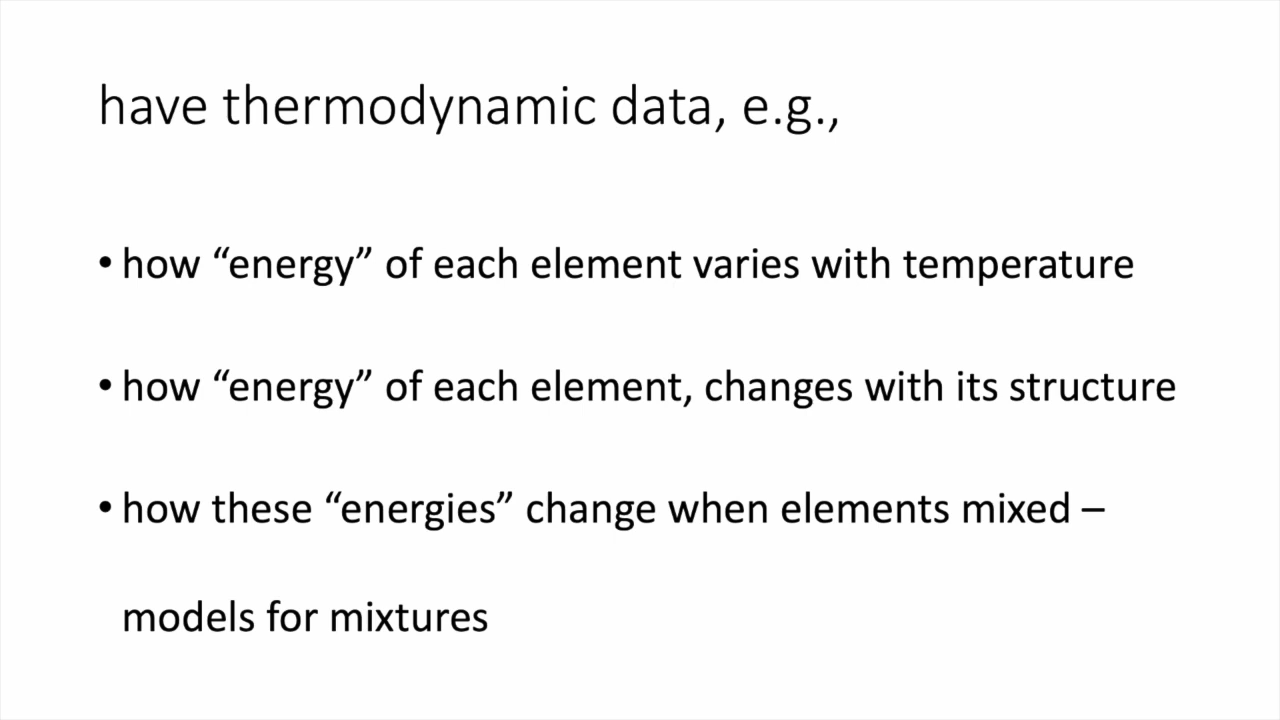 have thermodynamic data, e.g.,
• how “energy” of each element varies with temperature
• how “energy” of each element, changes with its structure
• how these “energies” change when elements mixed –
models for mixtures